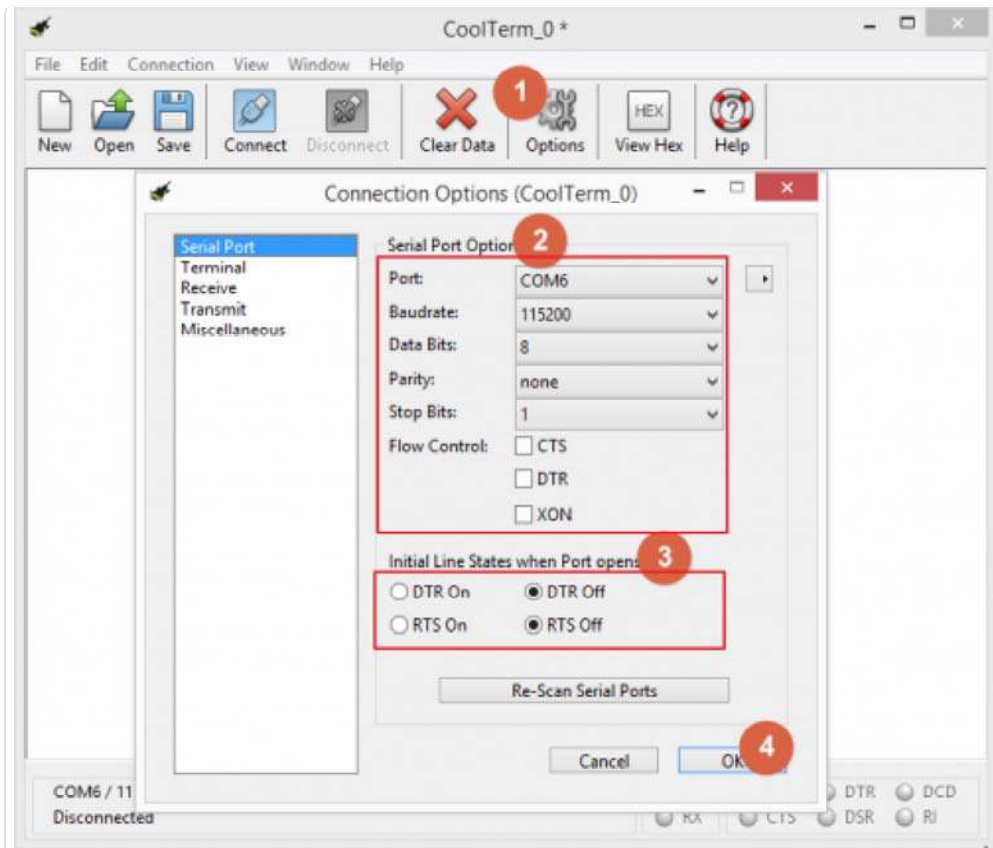 CoolTerm_0 *
File Edit Connection View Window Help
1
HEX
New Open Save Connect Disconnect Clear Data Options View Hex Help
Connection Options (CoolTerm_0)
Serial Port
Terminal
Receive
Transmit
Miscellaneous
2
Port: COM6
Baudrate: 115200
Data Bits: 8
Parity: none
Stop Bits: 1
Flow Control: CTS
DTR
XON
Serial Port
Initial Line States when Port opens
3
DTR On DTR Off
RTS On RTS Off
Re-Scan Serial Ports
Cancel OK
4
COM6 / 11 DTR DCD
Disconnected RX CTS DSR RI